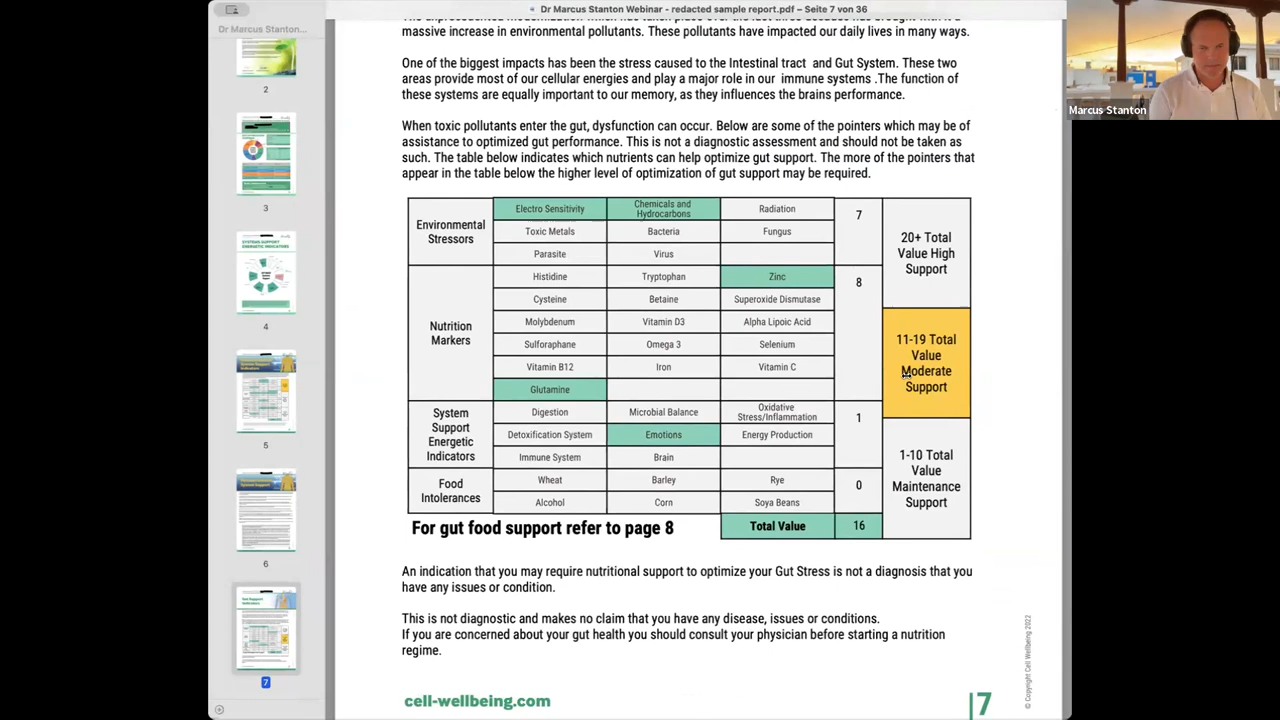 Dr Marcus Stanton Webinar - redacted sample report.pdf – Seite 7 von 36
Dr Marcus Stanton...
2
3
4
5
6
7
Marcus Stanton
massive increase in environmental pollutants. These pollutants have impacted our daily lives in many ways.
One of the biggest impacts has been the stress caused to the Intestinal tract and Gut System. These two
areas provide most of our cellular energies and play a major role in our immune systems .The function of
these systems are equally important to our memory, as they influences the brains performance.
When toxic pollutants enter the gut, dysfunction can occur. Below are some of the pointers which may be of
assistance to optimized gut performance. This is not a diagnostic assessment and should not be taken as
such. The table below indicates which nutrients can help optimize gut support. The more of the pointers that
appear in the table below the higher level of optimization of gut support may be required.
Environmental
Stressors
Electro Sensitivity
Chemicals and
Hydrocarbons
Radiation
7
Toxic Metals
Bacteria
Fungus
Parasite
Virus
Nutrition
Markers
Histidine
Tryptophan
Zinc
8
Cysteine
Betaine
Superoxide Dismutase
Molybdenum
Vitamin D3
Alpha Lipoic Acid
Sulforaphane
Omega 3
Selenium
Vitamin B12
Iron
Vitamin C
Glutamine
System
Support
Energetic
Indicators
Digestion
Microbial Balance
Oxidative
Stress/Inflammation
1
Detoxification System
Emotions
Energy Production
Immune System
Brain
Food
Intolerances
Wheat
Barley
Rye
0
Alcohol
Corn
Soya Beans
20+ Total
Value High
Support
11-19 Total
Value
Moderate
Support
1-10 Total
Value
Maintenance
Support
For gut food support refer to page 8
Total Value
16
An indication that you may require nutritional support to optimize your Gut Stress is not a diagnosis that you
have any issues or condition.
This is not diagnostic and makes no claim that you have any disease, issues or conditions.
If you are concerned about your gut health you should consult your physician before starting a nutrition
regime.
© Copyright Cell Wellbeing 2022
cell-wellbeing.com
7